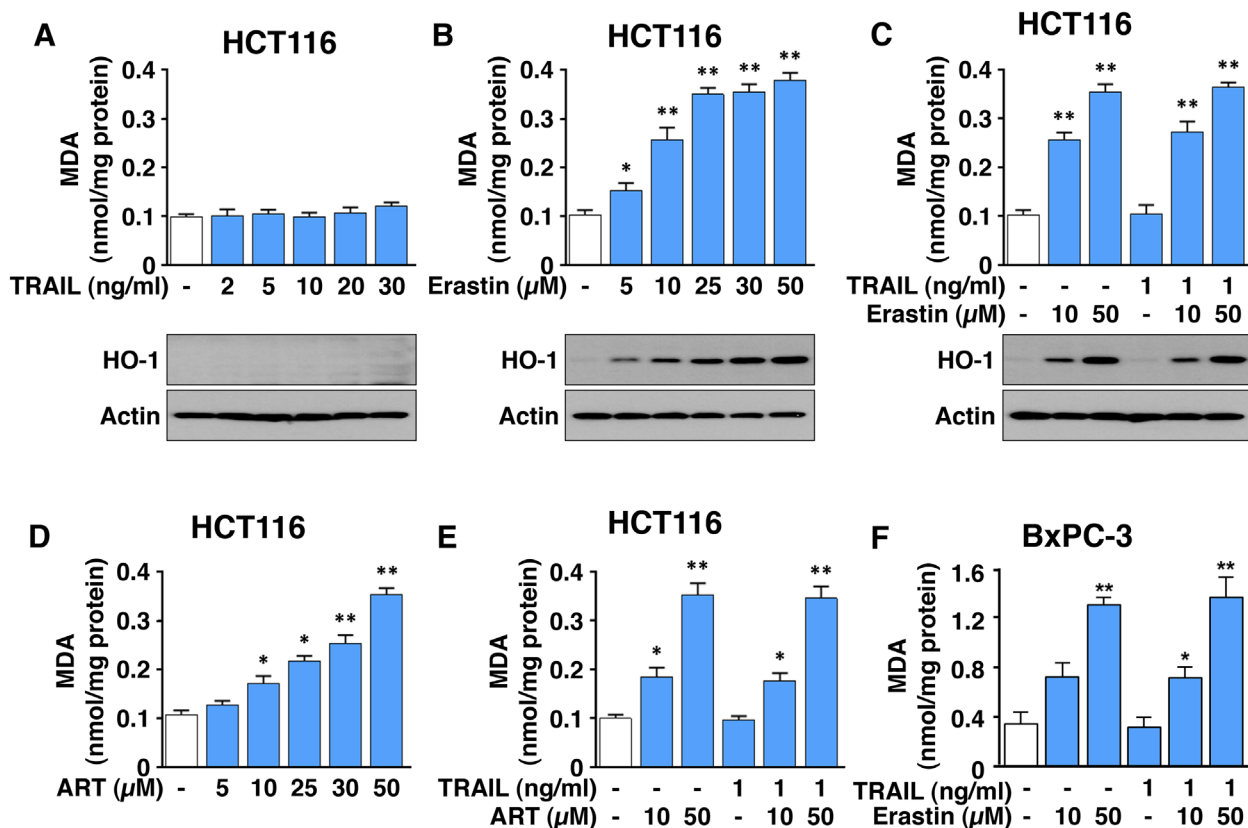 A
HCT116
MDA
(nmol/mg protein)
0.4
0.3
0.2
0.1
0
TRAIL (ng/ml) - 2 5 10 20 30
HO-1
Actin
B
HCT116
MDA
(nmol/mg protein)
0.4
0.3
0.2
0.1
0
* ** ** ** **
Erastin (µM) - 5 10 25 30 50
HO-1
Actin
C
HCT116
MDA
(nmol/mg protein)
0.4
0.3
0.2
0.1
0
** ** ** **
TRAIL (ng/ml) - - - 1 1 1
Erastin (µM) - 10 50 - 10 50
HO-1
Actin
D
HCT116
MDA
(nmol/mg protein)
0.4
0.3
0.2
0.1
0
* * ** **
ART (µM) - 5 10 25 30 50
E
HCT116
MDA
(nmol/mg protein)
0.4
0.3
0.2
0.1
0
* ** * **
TRAIL (ng/ml) - - - 1 1 1
ART (µM) - 10 50 - 10 50
F
BxPC-3
MDA
(nmol/mg protein)
1.6
1.2
0.8
0.4
0
** * **
TRAIL (ng/ml) - - - 1 1 1
Erastin (µM) - 10 50 - 10 50